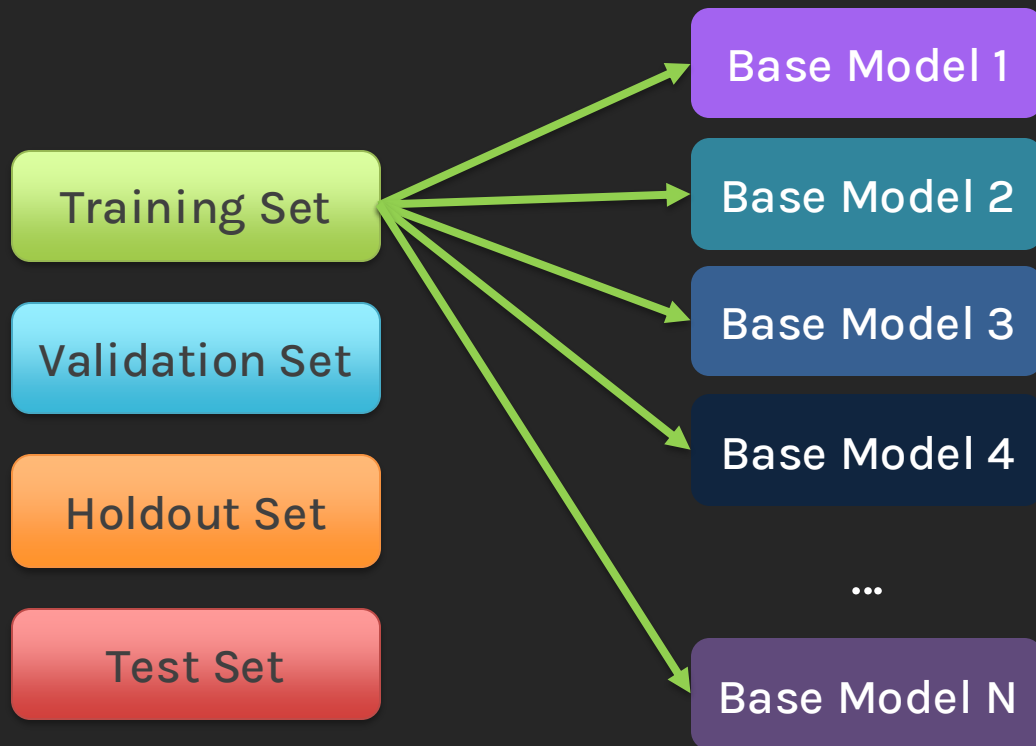 Training Set
Validation Set
Holdout Set
Test Set
Base Model 1
Base Model 2
Base Model 3
Base Model 4
...
Base Model N